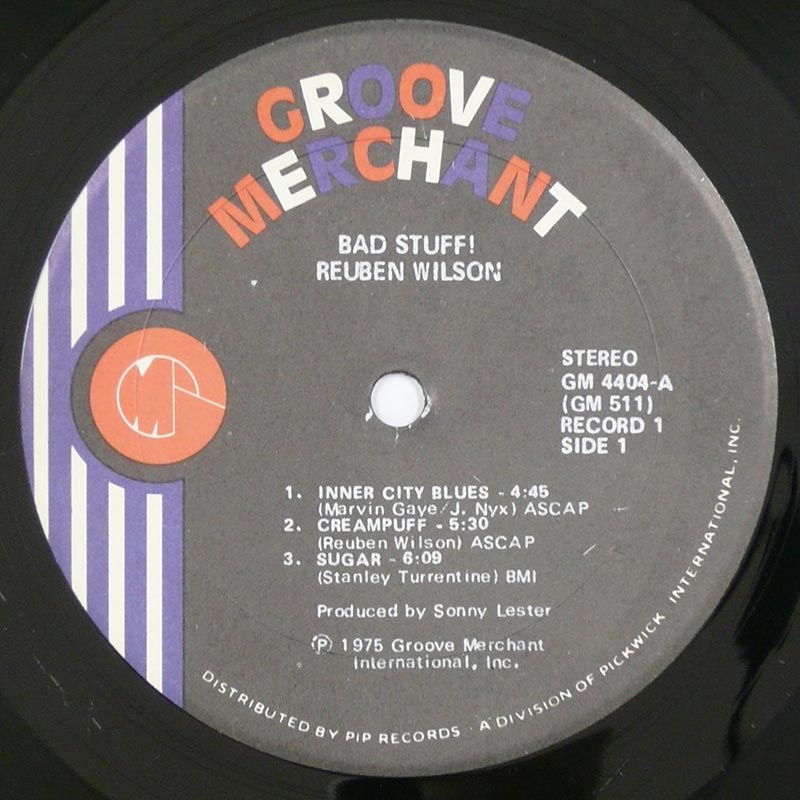 GROOVE
MERCHANT
BAD STUFF!
REUBEN WILSON
STEREO
GM 4404-A
(GM 511)
RECORD 1
SIDE 1
1. INNER CITY BLUES - 4:45
(Marvin Gaye/J. Nyx) ASCAP
2. CREAMPUFF - 5:30
(Reuben Wilson) ASCAP
3. SUGAR - 6:09
(Stanley Turrentine) BMI
Produced by Sonny Lester
℗ 1975 Groove Merchant
International, Inc.
DISTRIBUTED BY PIP RECORDS · A DIVISION OF PICKWICK INTERNATIONAL, INC.